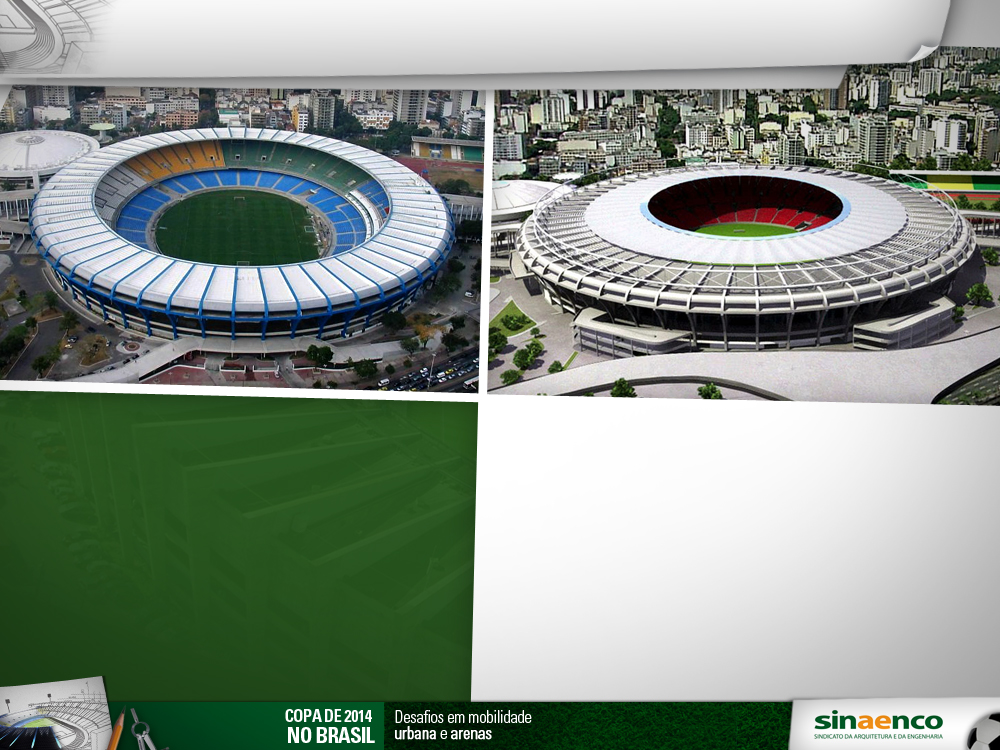 COPA DE 2014
NO BRASIL
Desafios em mobilidade
urbana e arenas
sinaenco
SINDICATO DA ARQUITETURA E DA ENGENHARIA